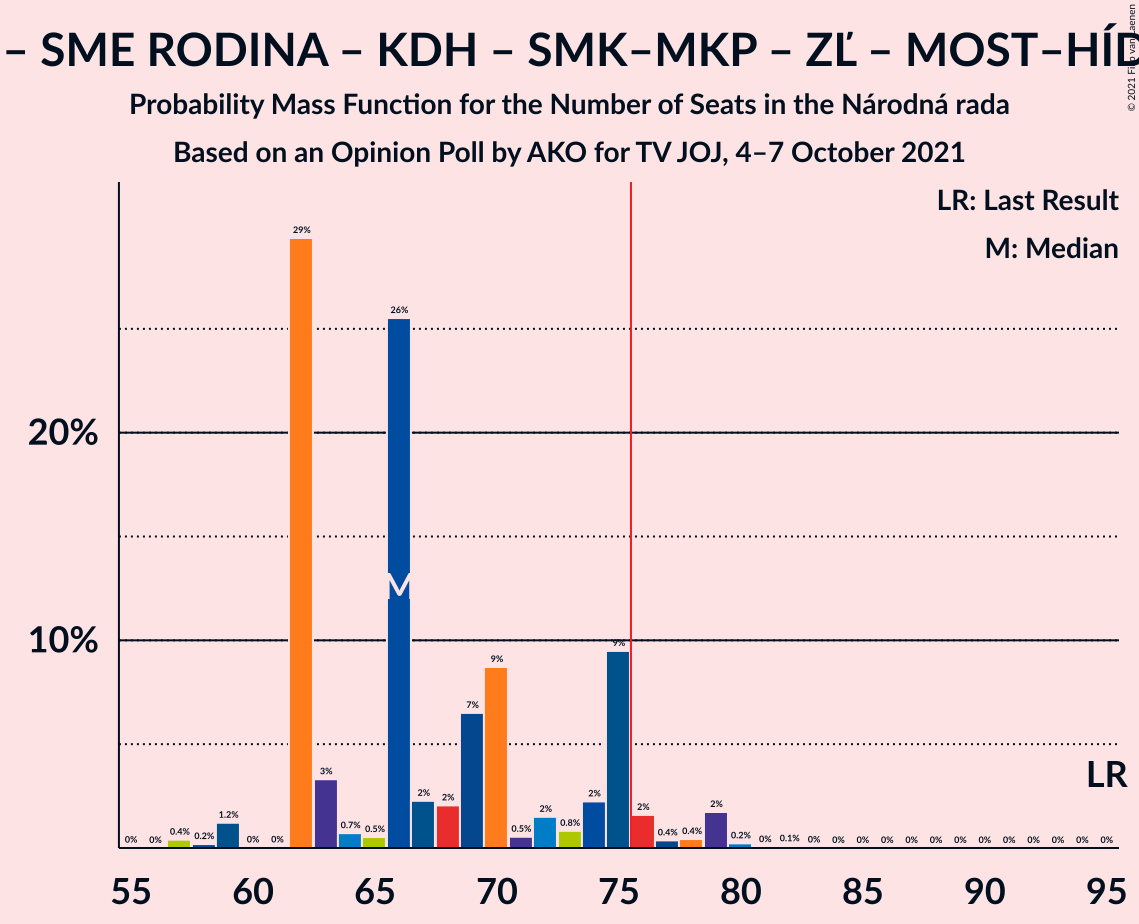 – SME RODINA – KDH – SMK–MKP – ZĽ – MOST–HÍD
Probability Mass Function for the Number of Seats in the Národná rada
Based on an Opinion Poll by AKO for TV JOJ, 4–7 October 2021
© 2021 Filip van Laenen
LR: Last Result
M: Median
20%
10%
0% 0% 0.4% 0.2% 1.2% 0% 0% 29% 3% 0.7% 0.5% 26% 2% 2% 7% 9% 0.5% 2% 0.8% 2% 9% 2% 0.4% 0.4% 2% 0.2% 0% 0.1% 0% 0% 0% 0% 0% 0% 0% 0% 0% 0% 0% 0% 0%
M
LR
55 60 65 70 75 80 85 90 95